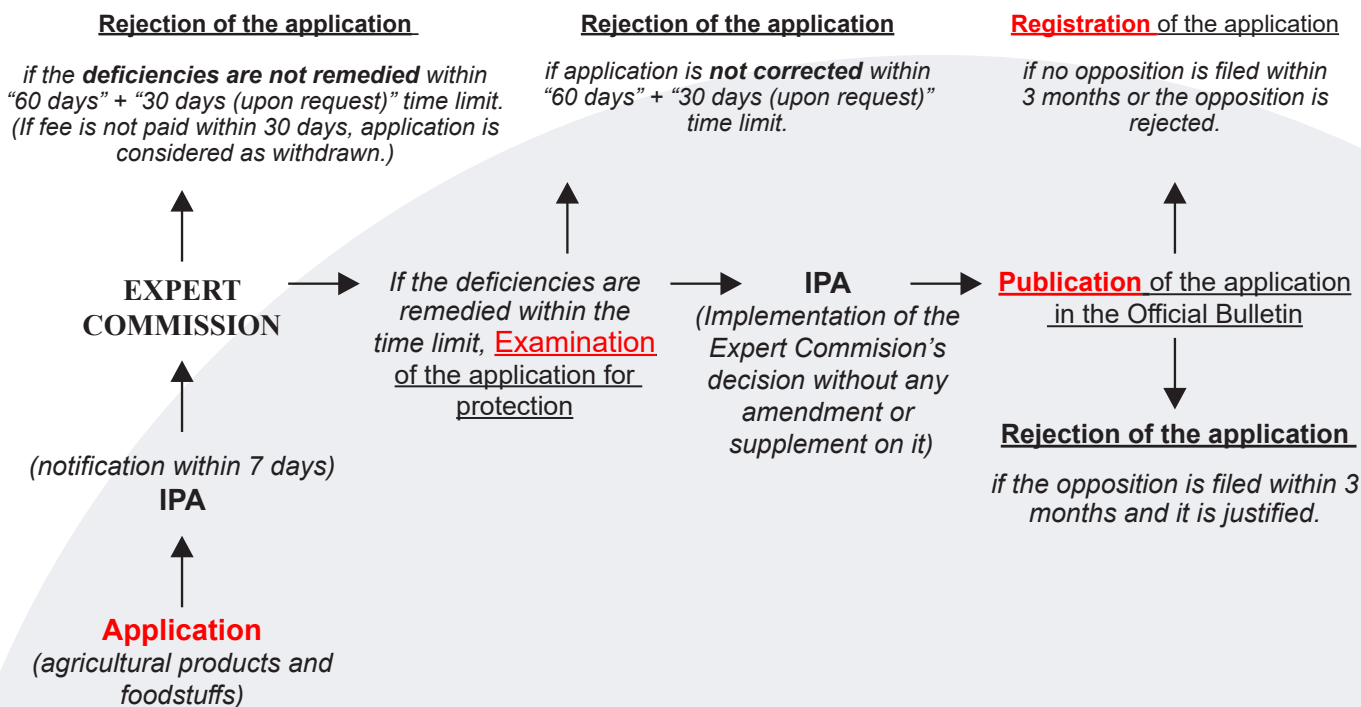 Rejection of the application
if the deficiencies are not remedied within
“60 days” + “30 days (upon request)” time limit.
(If fee is not paid within 30 days, application is
considered as withdrawn.)
Rejection of the application
if application is not corrected within
“60 days” + “30 days (upon request)”
time limit.
Registration of the application
if no opposition is filed within
3 months or the opposition is
rejected.
EXPERT
COMMISSION
If the deficiencies are
remedied within the
time limit, Examination
of the application for
protection
IPA
(Implementation of the
Expert Commision’s
decision without any
amendment or
supplement on it)
Publication of the application
in the Official Bulletin
Rejection of the application
if the opposition is filed within 3
months and it is justified.
(notification within 7 days)
IPA
Application
(agricultural products and
foodstuffs)